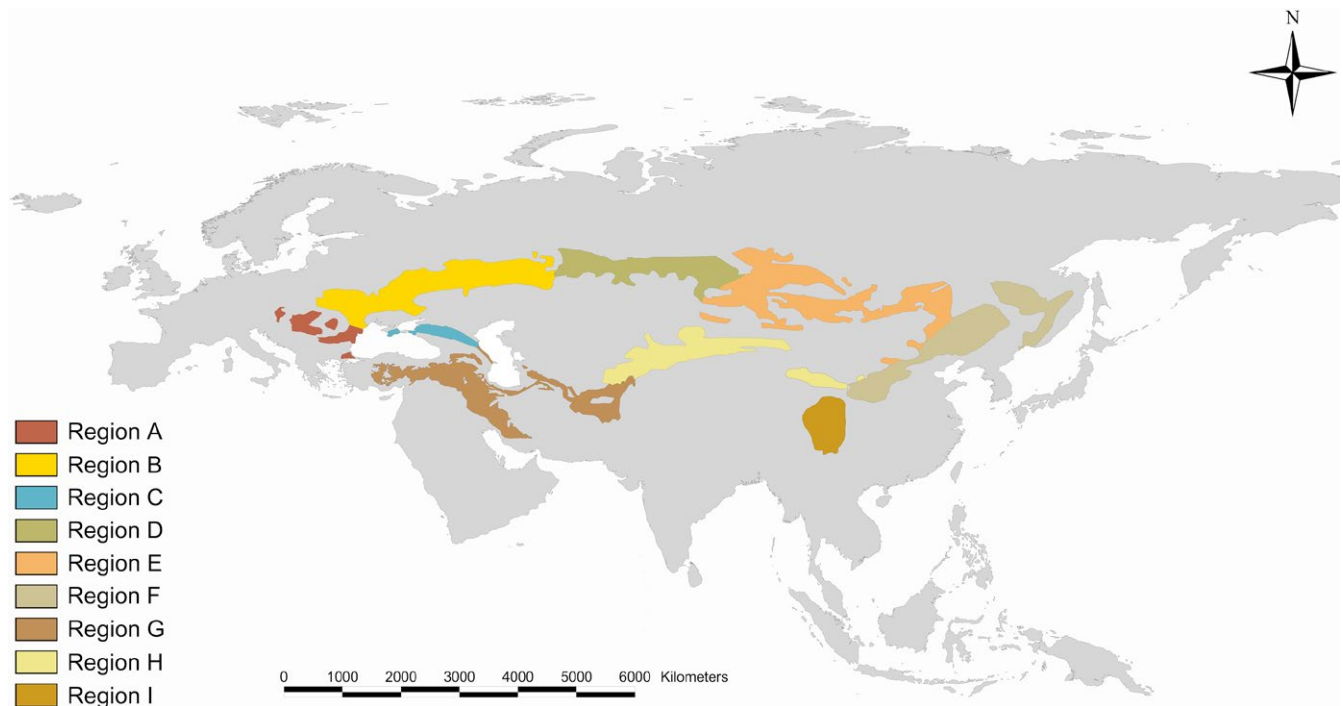 N
Region A
Region B
Region C
Region D
Region E
Region F
Region G
Region H
Region I
0 1000 2000 3000 4000 5000 6000 Kilometers